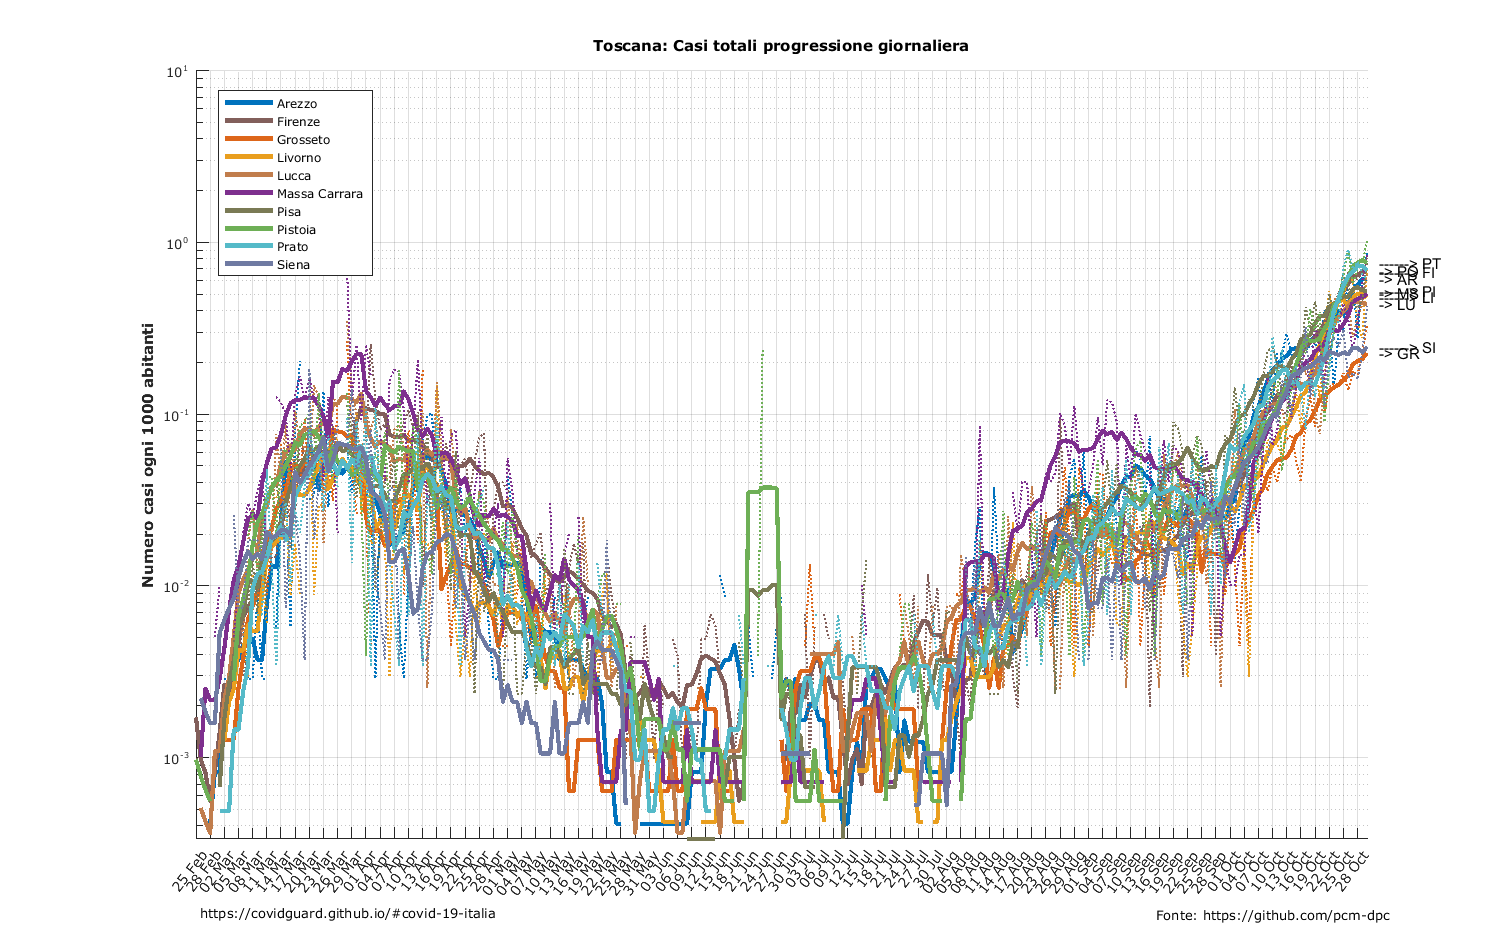 Toscana: Casi totali progressione giornaliera
Numero casi ogni 1000 abitanti
10¹
10⁰
10⁻¹
10⁻²
10⁻³
Arezzo
Firenze
Grosseto
Livorno
Lucca
Massa Carrara
Pisa
Pistoia
Prato
Siena
-------> PT
-> PO FI
-> AR
-> MS PI
LI
-> LU
-------> SI
-> GR
25 Feb
28 Feb
02 Mar
05 Mar
08 Mar
11 Mar
14 Mar
17 Mar
20 Mar
23 Mar
26 Mar
29 Mar
01 Apr
04 Apr
07 Apr
10 Apr
13 Apr
16 Apr
19 Apr
22 Apr
25 Apr
28 Apr
01 May
04 May
07 May
10 May
13 May
16 May
19 May
22 May
25 May
28 May
31 May
03 Jun
06 Jun
09 Jun
12 Jun
15 Jun
18 Jun
21 Jun
24 Jun
27 Jun
30 Jun
03 Jul
06 Jul
09 Jul
12 Jul
15 Jul
18 Jul
21 Jul
24 Jul
27 Jul
30 Jul
02 Aug
05 Aug
08 Aug
11 Aug
14 Aug
17 Aug
20 Aug
23 Aug
26 Aug
29 Aug
01 Sep
04 Sep
07 Sep
10 Sep
13 Sep
16 Sep
19 Sep
22 Sep
25 Sep
28 Sep
01 Oct
04 Oct
07 Oct
10 Oct
13 Oct
16 Oct
19 Oct
22 Oct
25 Oct
28 Oct
https://covidguard.github.io/#covid-19-italia
Fonte: https://github.com/pcm-dpc